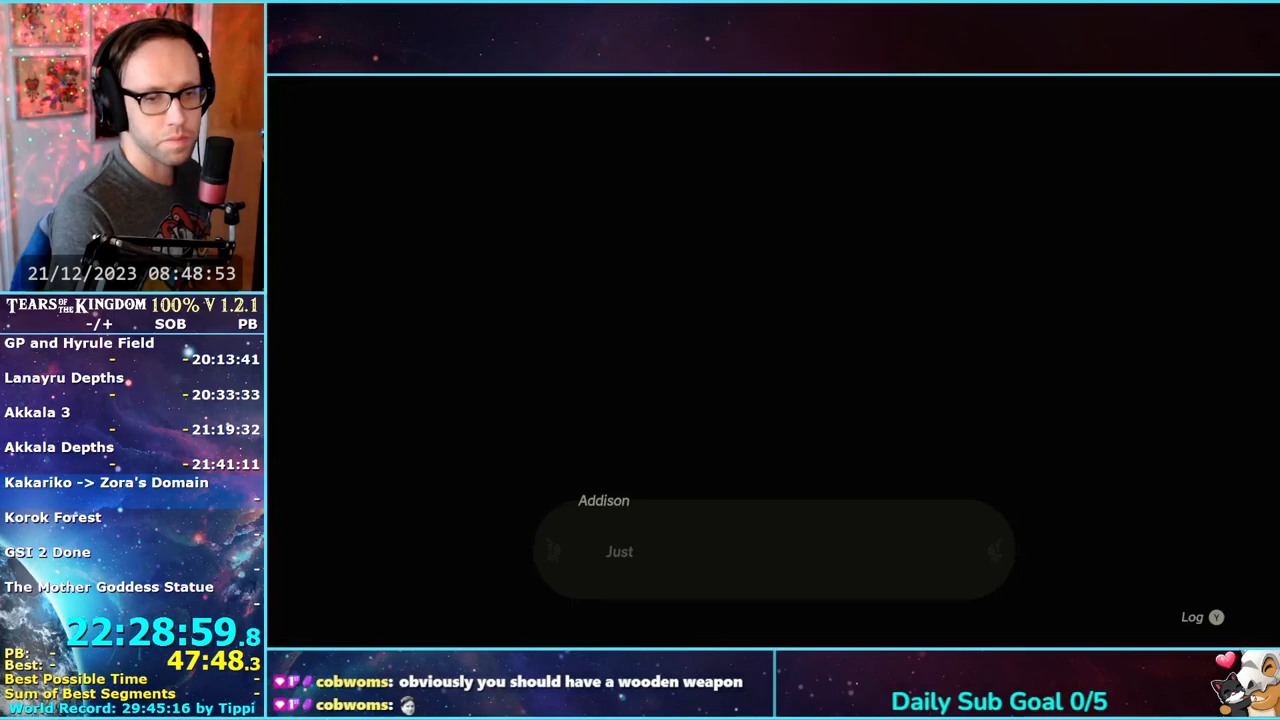 21/12/2023 08:48:53
TEARS OF THE KINGDOM 100% V 1.2.1
-/+ SOB PB
GP and Hyrule Field
- - 20:13:41
Lanayru Depths
- - 20:33:33
Akkala 3
- - 21:19:32
Akkala Depths
- - 21:41:11
Kakariko -> Zora's Domain
-
Korok Forest
-
GSI 2 Done
-
The Mother Goddess Statue
-
22:28:59.8
PB: - 47:48.3
Best: -
Best Possible Time -
Sum of Best Segments -
World Record: 29:45:16 by Tippi
Addison
Just
Log Y
cobwoms: obviously you should have a wooden weapon
cobwoms:
Daily Sub Goal 0/5